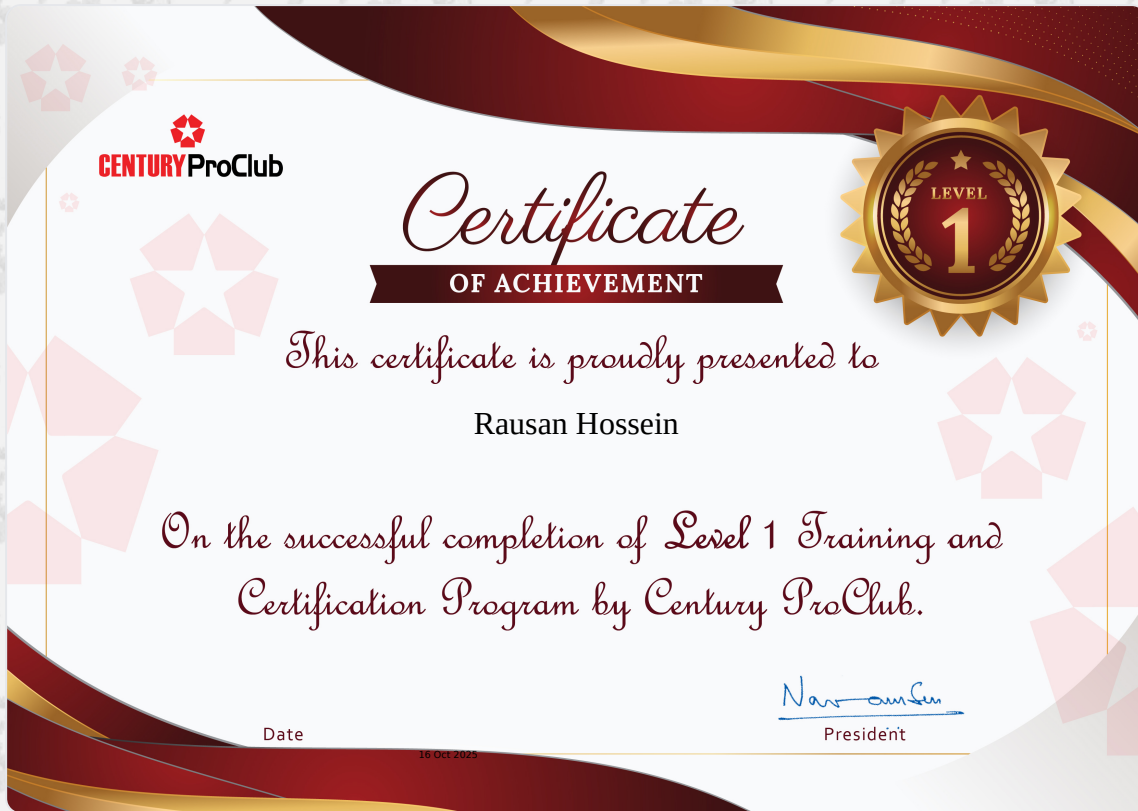 CENTURY ProClub
LEVEL
1
Certificate
OF ACHIEVEMENT
This certificate is proudly presented to
Rausan Hossein
On the successful completion of Level 1 Training and
Certification Program by Century ProClub.
Date
President
16 Oct 2025